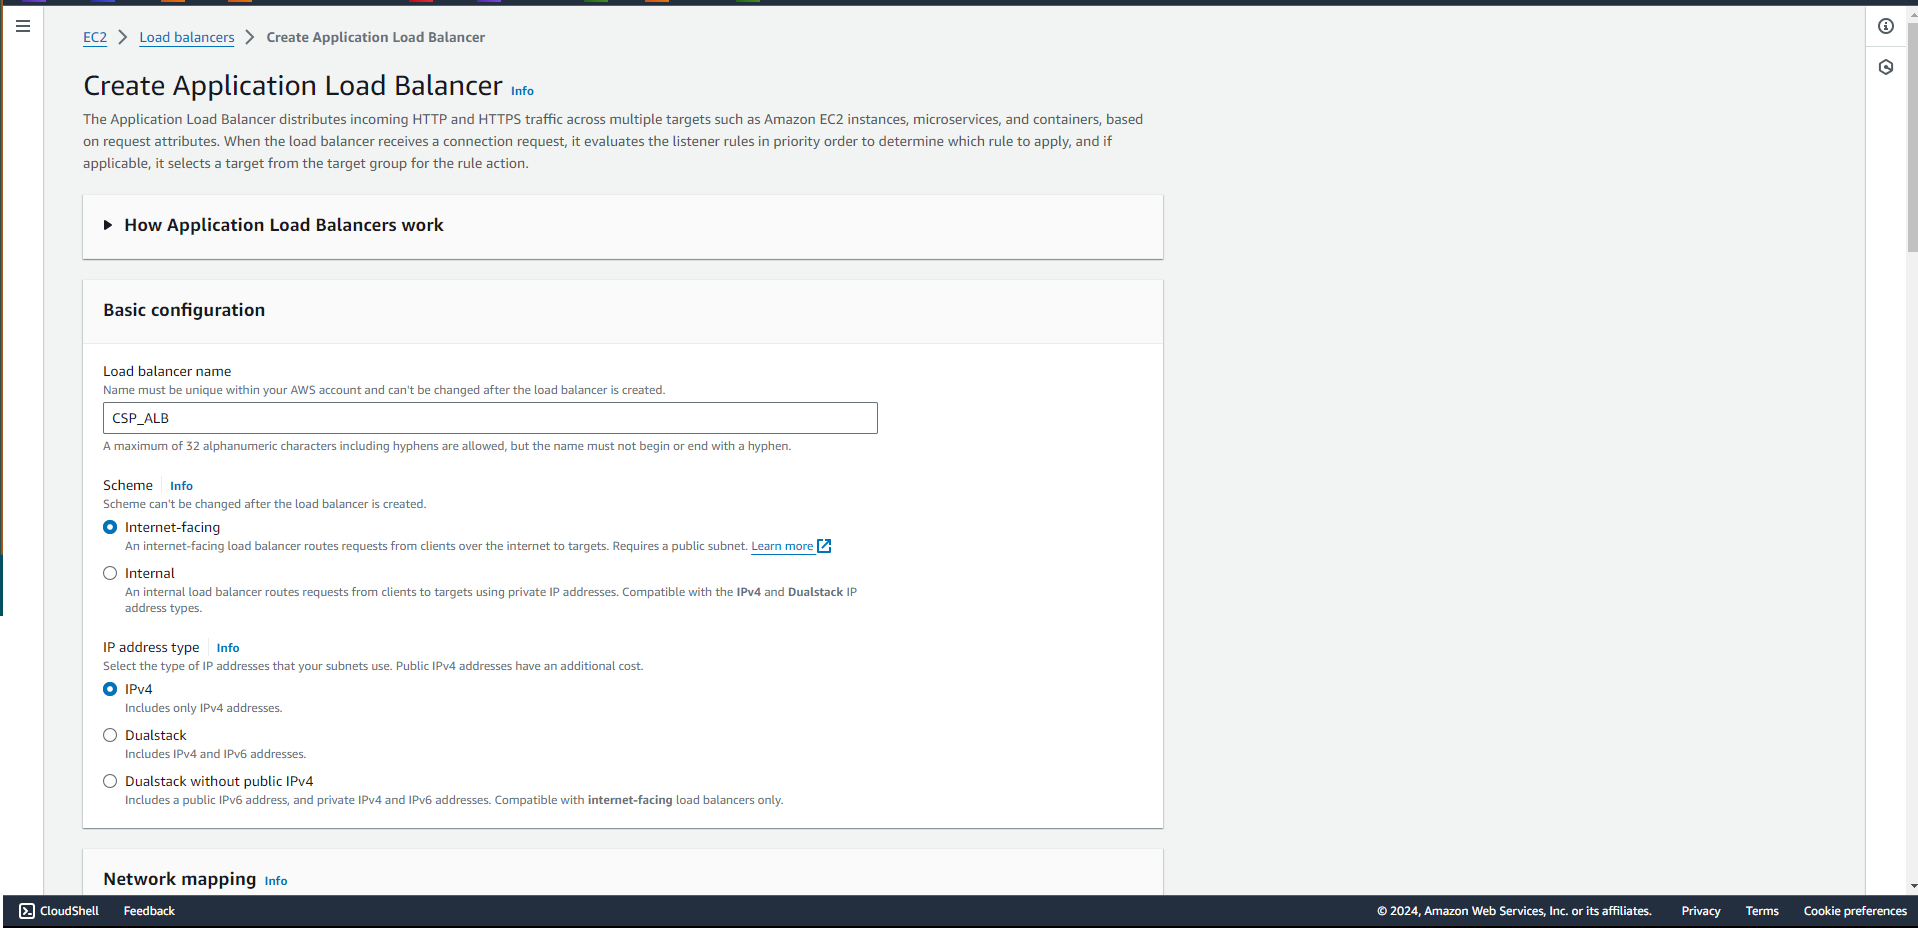 EC2 > Load balancers > Create Application Load Balancer
Create Application Load Balancer Info
The Application Load Balancer distributes incoming HTTP and HTTPS traffic across multiple targets such as Amazon EC2 instances, microservices, and containers, based
on request attributes. When the load balancer receives a connection request, it evaluates the listener rules in priority order to determine which rule to apply, and if
applicable, it selects a target from the target group for the rule action.
How Application Load Balancers work
Basic configuration
Load balancer name
Name must be unique within your AWS account and can't be changed after the load balancer is created.
CSP_ALB
A maximum of 32 alphanumeric characters including hyphens are allowed, but the name must not begin or end with a hyphen.
Scheme Info
Scheme can't be changed after the load balancer is created.
Internet-facing
An internet-facing load balancer routes requests from clients over the internet to targets. Requires a public subnet. Learn more
Internal
An internal load balancer routes requests from clients to targets using private IP addresses. Compatible with the IPv4 and Dualstack IP
address types.
IP address type Info
Select the type of IP addresses that your subnets use. Public IPv4 addresses have an additional cost.
IPv4
Includes only IPv4 addresses.
Dualstack
Includes IPv4 and IPv6 addresses.
Dualstack without public IPv4
Includes a public IPv6 address, and private IPv4 and IPv6 addresses. Compatible with internet-facing load balancers only.
Network mapping Info
CloudShell Feedback © 2024, Amazon Web Services, Inc. or its affiliates. Privacy Terms Cookie preferences